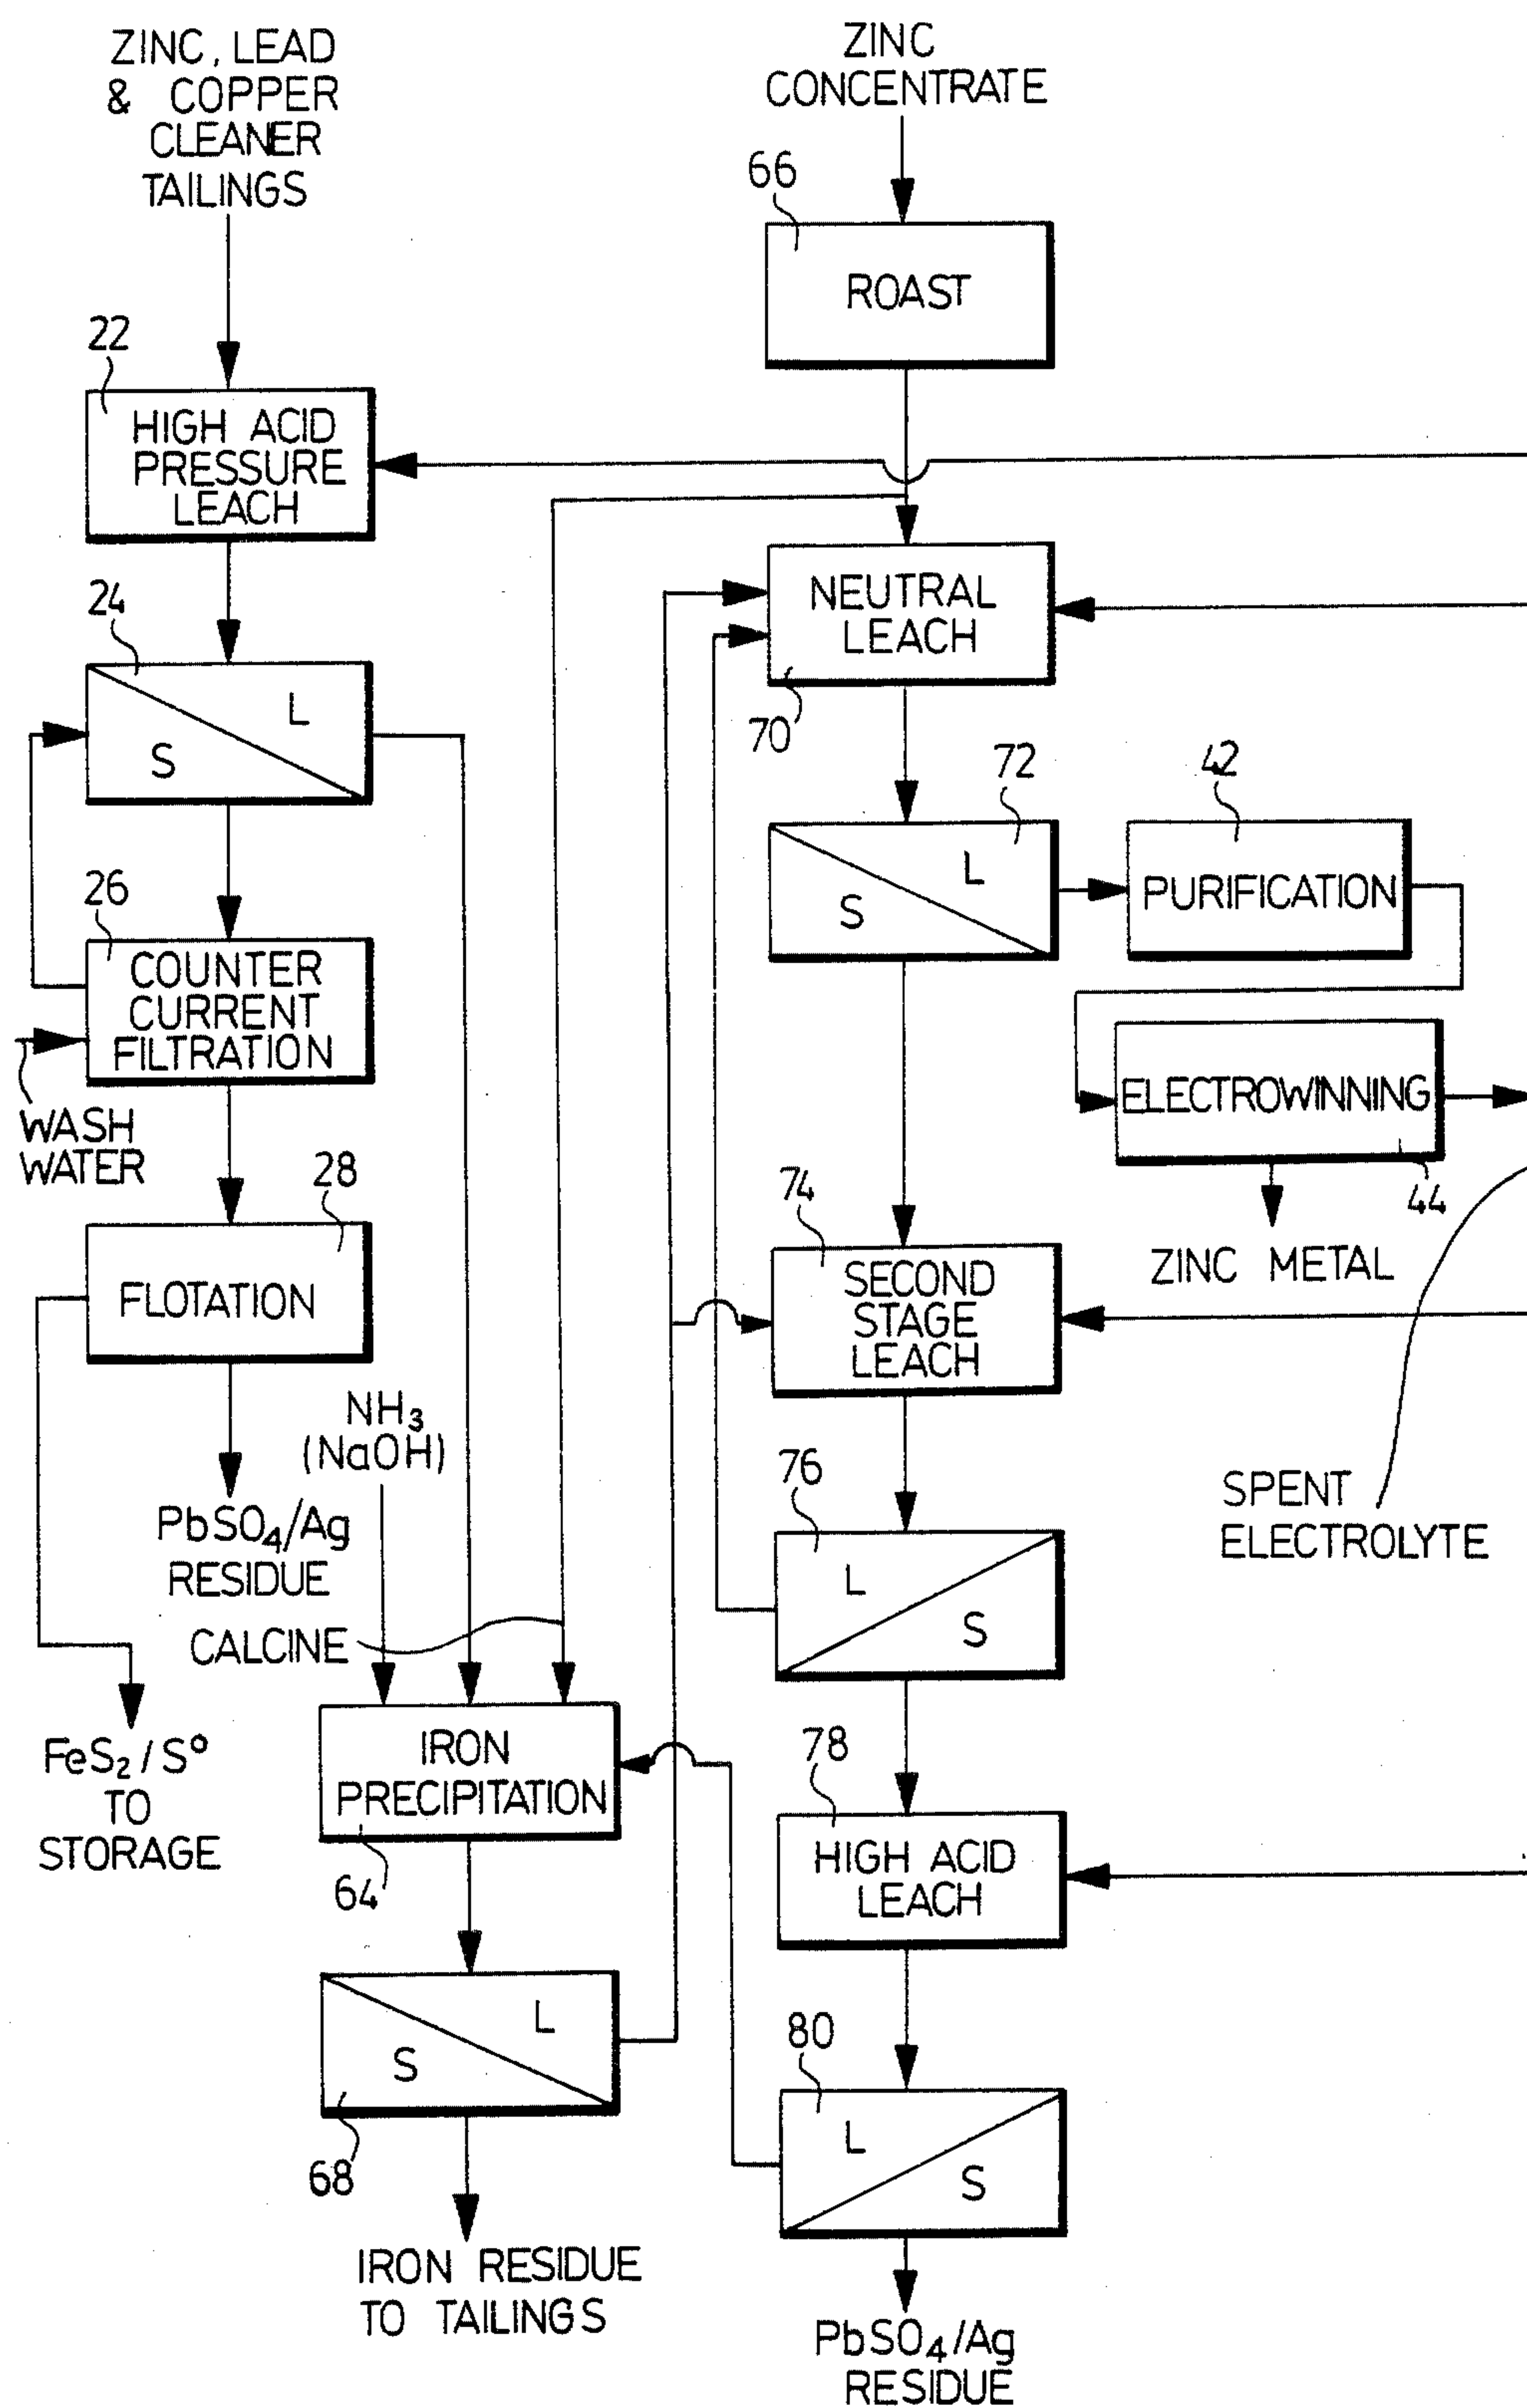 ZINC, LEAD
& COPPER
CLEANER
TAILINGS
22
HIGH ACID
PRESSURE
LEACH
24
L
S
26
COUNTER
CURRENT
FILTRATION
WASH
WATER
28
FLOTATION
PbSO₄/Ag
RESIDUE
FeS₂/S°
TO
STORAGE
NH₃
(NaOH)
CALCINE
IRON
PRECIPITATION
64
L
S
68
IRON RESIDUE
TO TAILINGS
ZINC
CONCENTRATE
66
ROAST
NEUTRAL
LEACH
70
72
L
S
42
PURIFICATION
ELECTROWINNING
44
ZINC METAL
74
SECOND
STAGE
LEACH
SPENT
ELECTROLYTE
76
L
S
78
HIGH ACID
LEACH
80
L
S
PbSO₄/Ag
RESIDUE